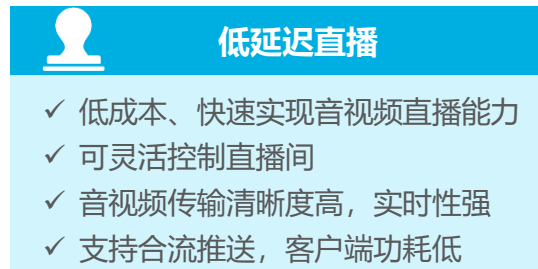 低延迟直播
✓ 低成本、快速实现音视频直播能力
✓ 可灵活控制直播间
✓ 音视频传输清晰度高，实时性强
✓ 支持合流推送，客户端功耗低